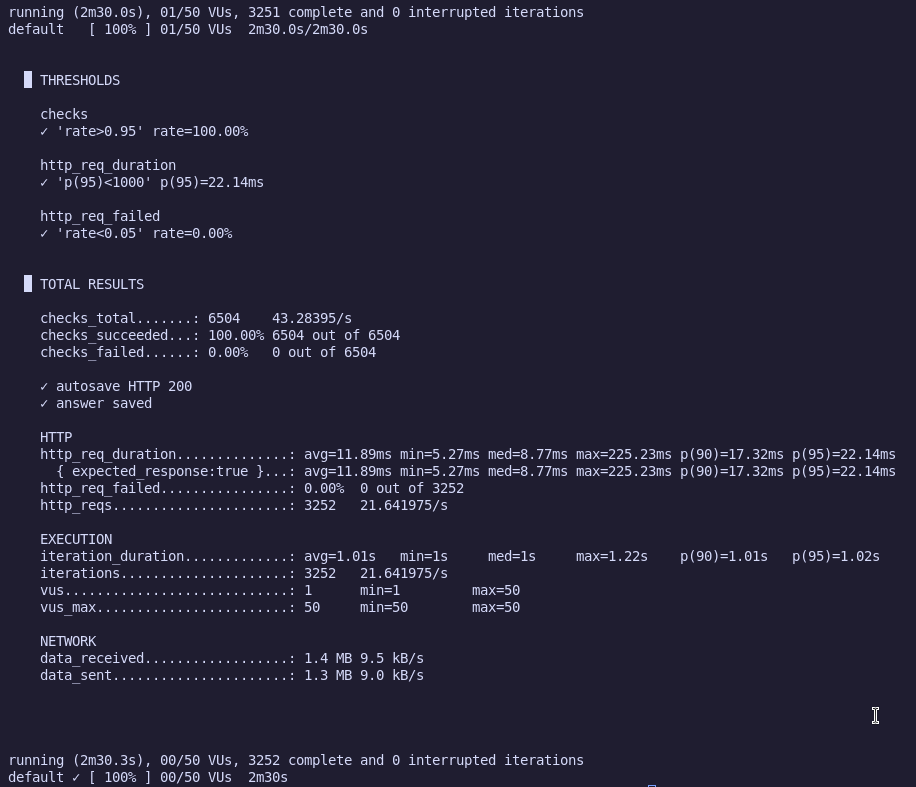 running (2m30.0s), 01/50 VUs, 3251 complete and 0 interrupted iterations
default   [ 100% ] 01/50 VUs  2m30.0s/2m30.0s
█ THRESHOLDS
checks
✓ 'rate>0.95' rate=100.00%
http_req_duration
✓ 'p(95)<1000' p(95)=22.14ms
http_req_failed
✓ 'rate<0.05' rate=0.00%
█ TOTAL RESULTS
checks_total.......: 6504    43.28395/s
checks_succeeded...: 100.00% 6504 out of 6504
checks_failed......: 0.00%   0 out of 6504
✓ autosave HTTP 200
✓ answer saved
HTTP
http_req_duration..............: avg=11.89ms min=5.27ms med=8.77ms max=225.23ms p(90)=17.32ms p(95)=22.14ms
  { expected_response:true }...: avg=11.89ms min=5.27ms med=8.77ms max=225.23ms p(90)=17.32ms p(95)=22.14ms
http_req_failed................: 0.00%  0 out of 3252
http_reqs......................: 3252   21.641975/s
EXECUTION
iteration_duration.............: avg=1.01s   min=1s     med=1s     max=1.22s    p(90)=1.01s   p(95)=1.02s
iterations.....................: 3252   21.641975/s
vus............................: 1      min=1         max=50
vus_max........................: 50     min=50        max=50
NETWORK
data_received..................: 1.4 MB 9.5 kB/s
data_sent......................: 1.3 MB 9.0 kB/s
running (2m30.3s), 00/50 VUs, 3252 complete and 0 interrupted iterations
default ✓ [ 100% ] 00/50 VUs  2m30s